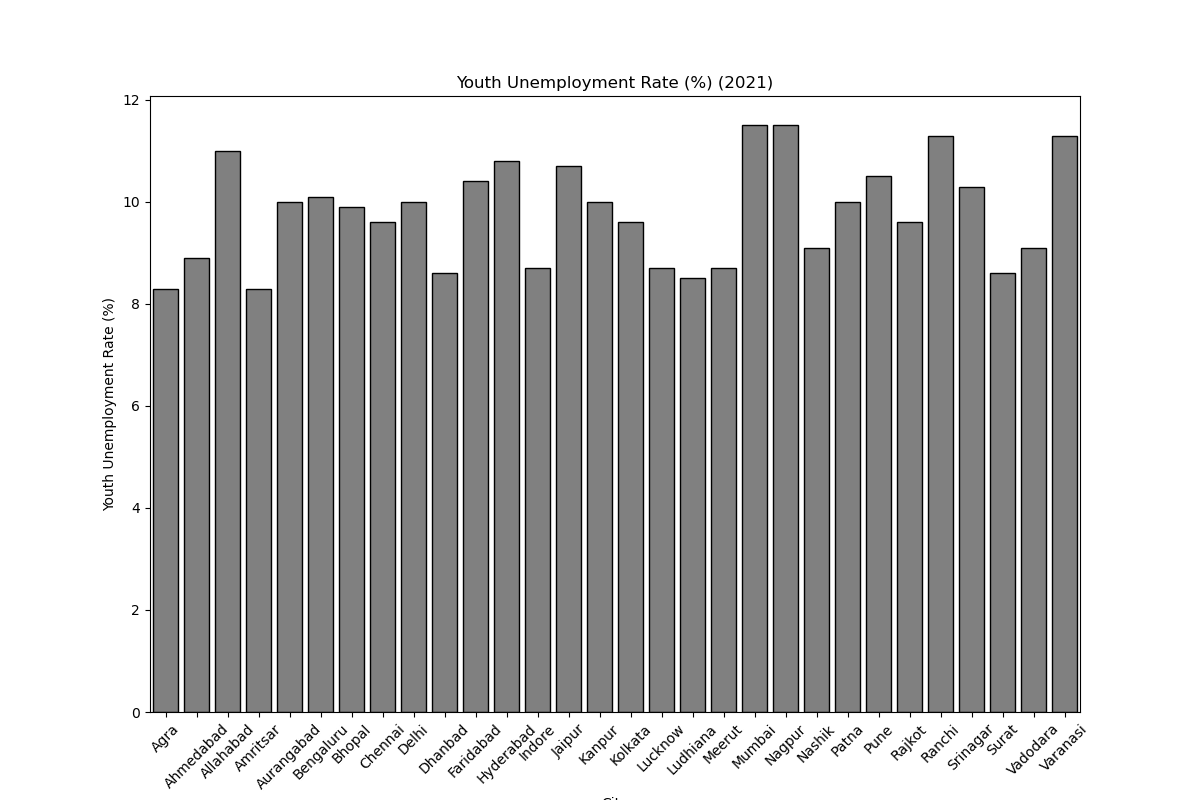 Youth Unemployment Rate (%) (2021)
Youth Unemployment Rate (%)
12
10
8
6
4
2
0
Agra
Ahmedabad
Allahabad
Amritsar
Aurangabad
Bengaluru
Bhopal
Chennai
Delhi
Dhanbad
Faridabad
Hyderabad
Indore
Jaipur
Kanpur
Kolkata
Lucknow
Ludhiana
Meerut
Mumbai
Nagpur
Nashik
Patna
Pune
Rajkot
Ranchi
Srinagar
Surat
Vadodara
Varanasi